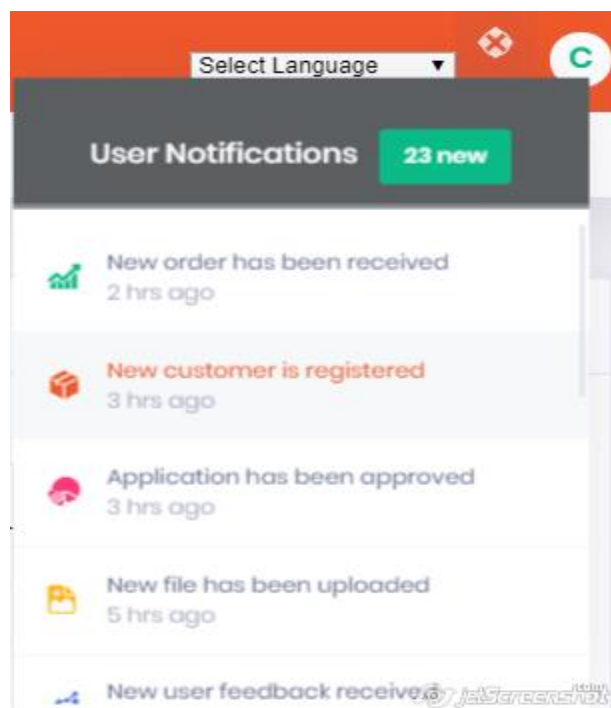 Select Language
C
User Notifications
23 new
New order has been received
2 hrs ago
New customer is registered
3 hrs ago
Application has been approved
3 hrs ago
New file has been uploaded
5 hrs ago
New user feedback received
jetScreenshot
.com